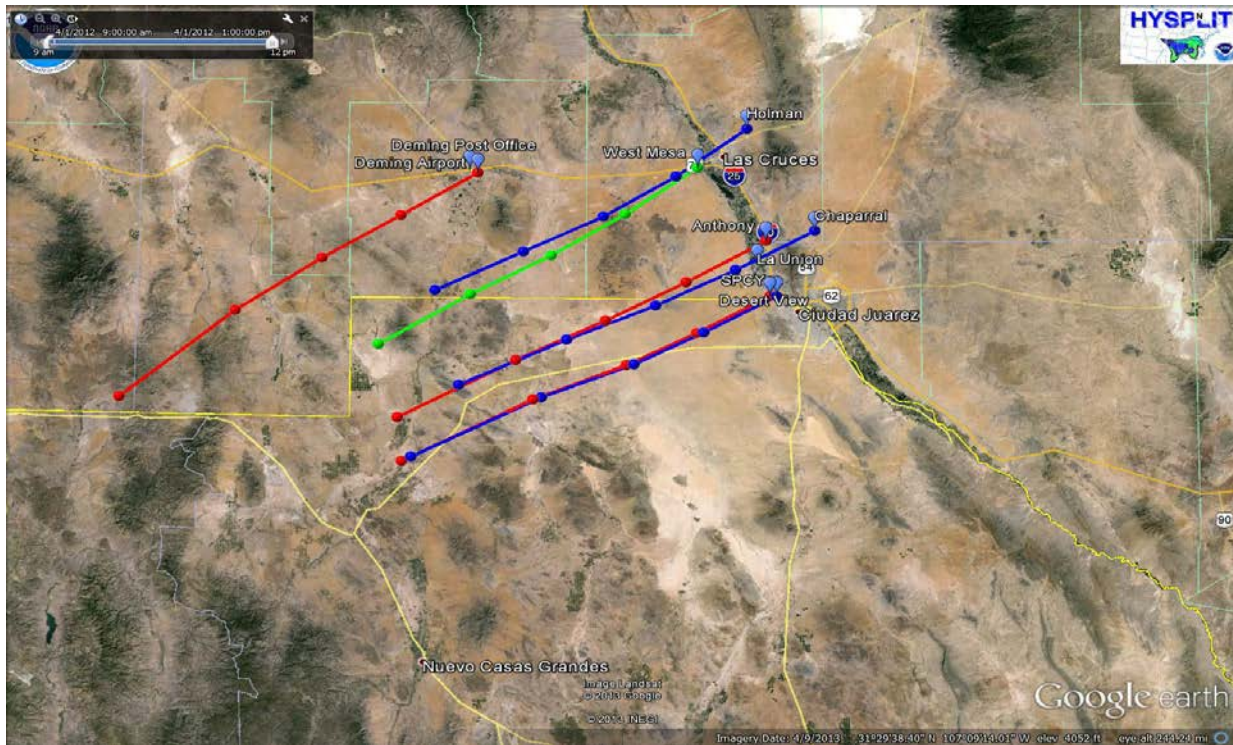 4/1/2012 9:00:00 am 4/1/2012 1:00:00 pm
9 am 12 pm
HYSPLIT
N
Holman
Deming Post Office
West Mesa
Las Cruces
Deming Airport
25
Chaparral
Anthony
La Union
54
SPCY
62
Desert View
Ciudad Juarez
90
Nuevo Casas Grandes
Image Landsat
© 2013 Google
© 2013 INEGI
Google earth
Imagery Date: 4/9/2013 31°29'38.40" N 107°09'14.01" W elev 4052 ft eye alt 244.24 mi